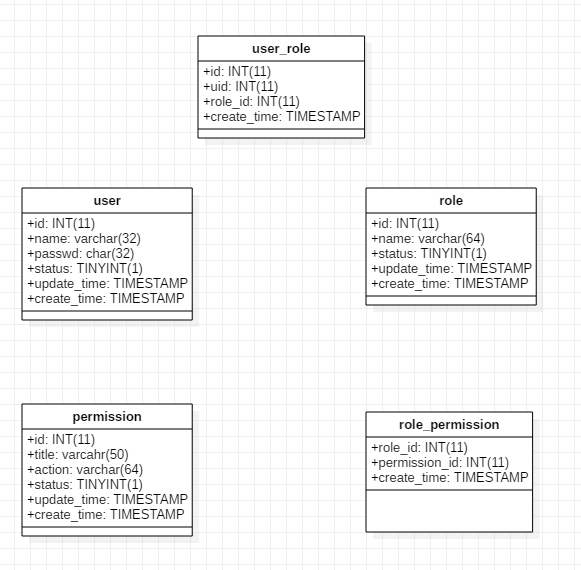 user_role
+id: INT(11)
+uid: INT(11)
+role_id: INT(11)
+create_time: TIMESTAMP
user
+id: INT(11)
+name: varchar(32)
+passwd: char(32)
+status: TINYINT(1)
+update_time: TIMESTAMP
+create_time: TIMESTAMP
role
+id: INT(11)
+name: varchar(64)
+status: TINYINT(1)
+update_time: TIMESTAMP
+create_time: TIMESTAMP
permission
+id: INT(11)
+title: varcahr(50)
+action: varchar(64)
+status: TINYINT(1)
+update_time: TIMESTAMP
+create_time: TIMESTAMP
role_permission
+role_id: INT(11)
+permission_id: INT(11)
+create_time: TIMESTAMP